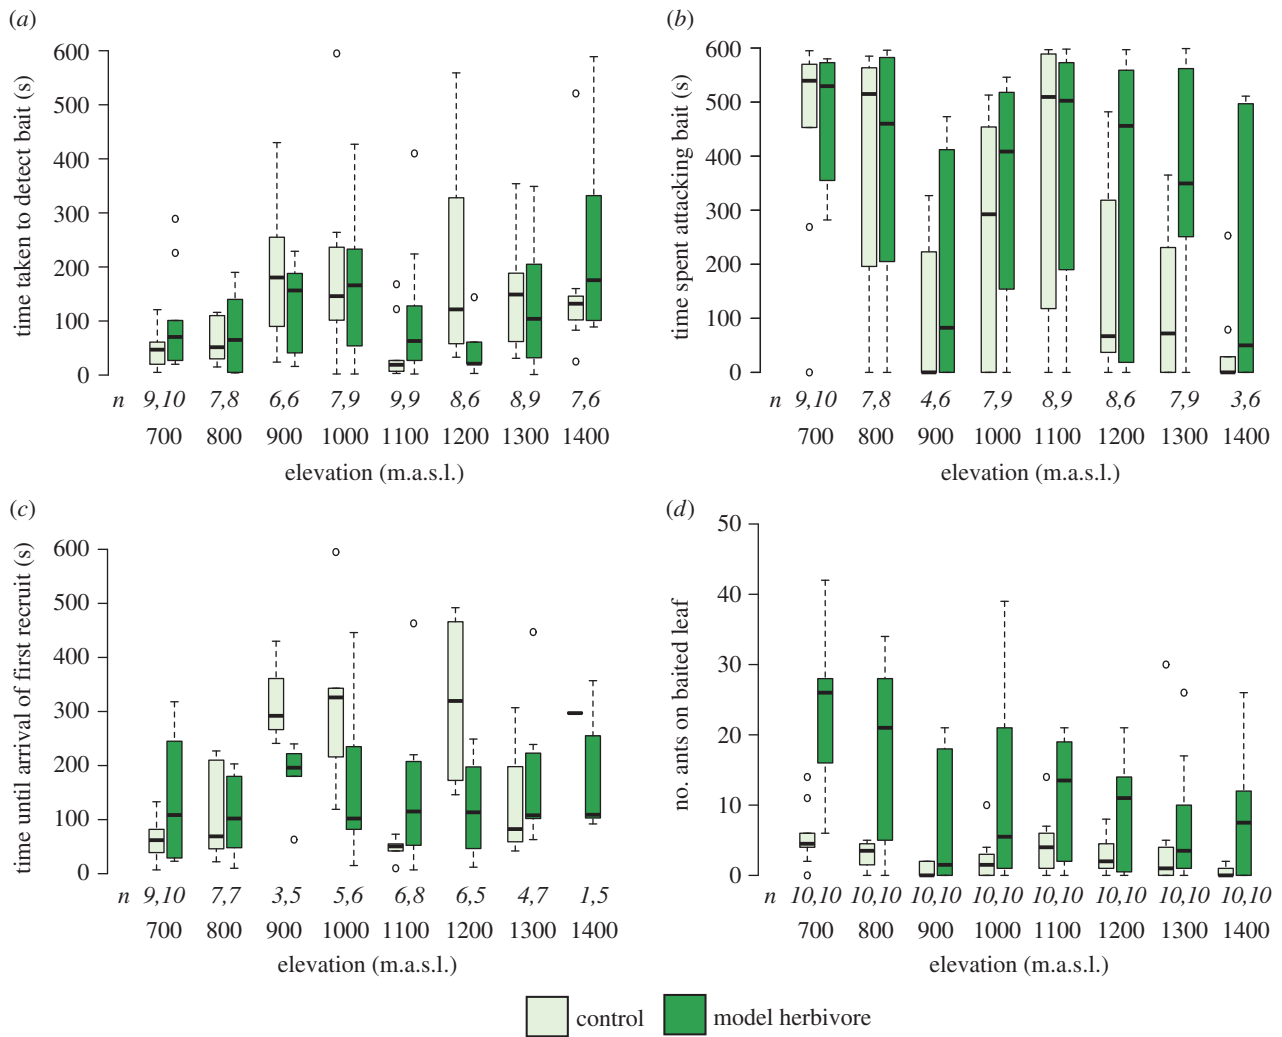 (a)
time taken to detect bait (s)
600
500
400
300
200
100
0
n 9,10 7,8 6,6 7,9 9,9 8,6 8,9 7,6
700 800 900 1000 1100 1200 1300 1400
elevation (m.a.s.l.)
(b)
time spent attacking bait (s)
600
500
400
300
200
100
0
n 9,10 7,8 4,6 7,9 8,9 8,6 7,9 3,6
700 800 900 1000 1100 1200 1300 1400
elevation (m.a.s.l.)
(c)
time until arrival of first recruit (s)
600
500
400
300
200
100
0
n 9,10 7,7 3,5 5,6 6,8 6,5 4,7 1,5
700 800 900 1000 1100 1200 1300 1400
elevation (m.a.s.l.)
(d)
no. ants on baited leaf
50
40
30
20
10
0
n 10,10 10,10 10,10 10,10 10,10 10,10 10,10 10,10
700 800 900 1000 1100 1200 1300 1400
elevation (m.a.s.l.)
control model herbivore